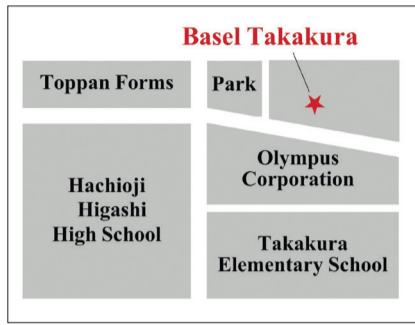 Basel Takakura
Toppan Forms
Park
Olympus
Corporation
Hachioji
Higashi
High School
Takakura
Elementary School